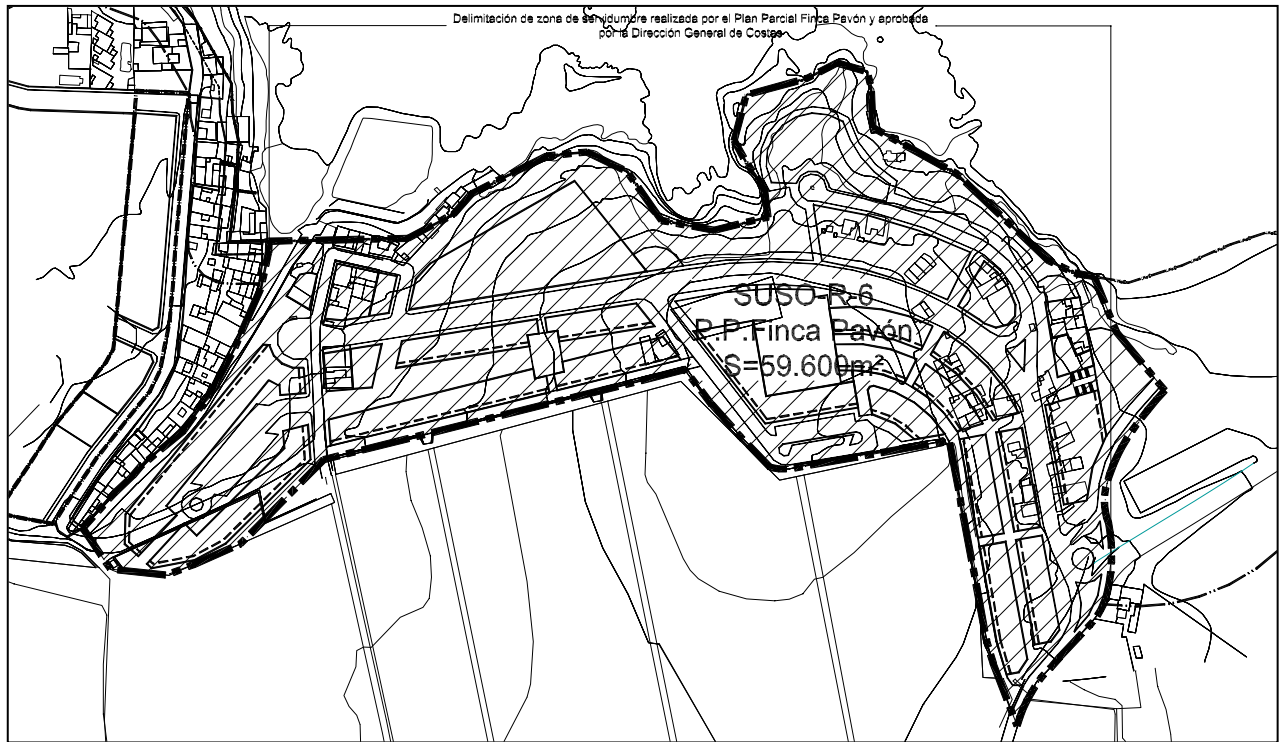 Delimitación de zona de servidumbre realizada por el Plan Parcial Finca Pavón y aprobada
por la Dirección General de Costas
SUSO-R-6
P.P.Finca Pavón
S=59.600m²